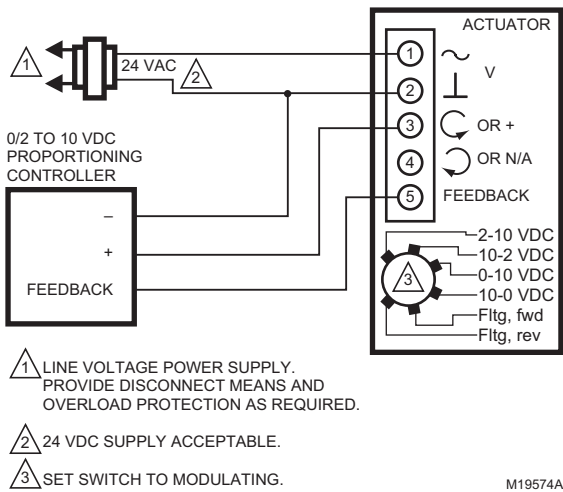 ACTUATOR
1
24 VAC
2
1
V
2
3
OR +
4
OR N/A
5
FEEDBACK
0/2 TO 10 VDC
PROPORTIONING
CONTROLLER
–
+
FEEDBACK
2-10 VDC
10-2 VDC
0-10 VDC
10-0 VDC
Fltg, fwd
Fltg, rev
3
1 LINE VOLTAGE POWER SUPPLY.
PROVIDE DISCONNECT MEANS AND
OVERLOAD PROTECTION AS REQUIRED.
2 24 VDC SUPPLY ACCEPTABLE.
3 SET SWITCH TO MODULATING.
M19574A